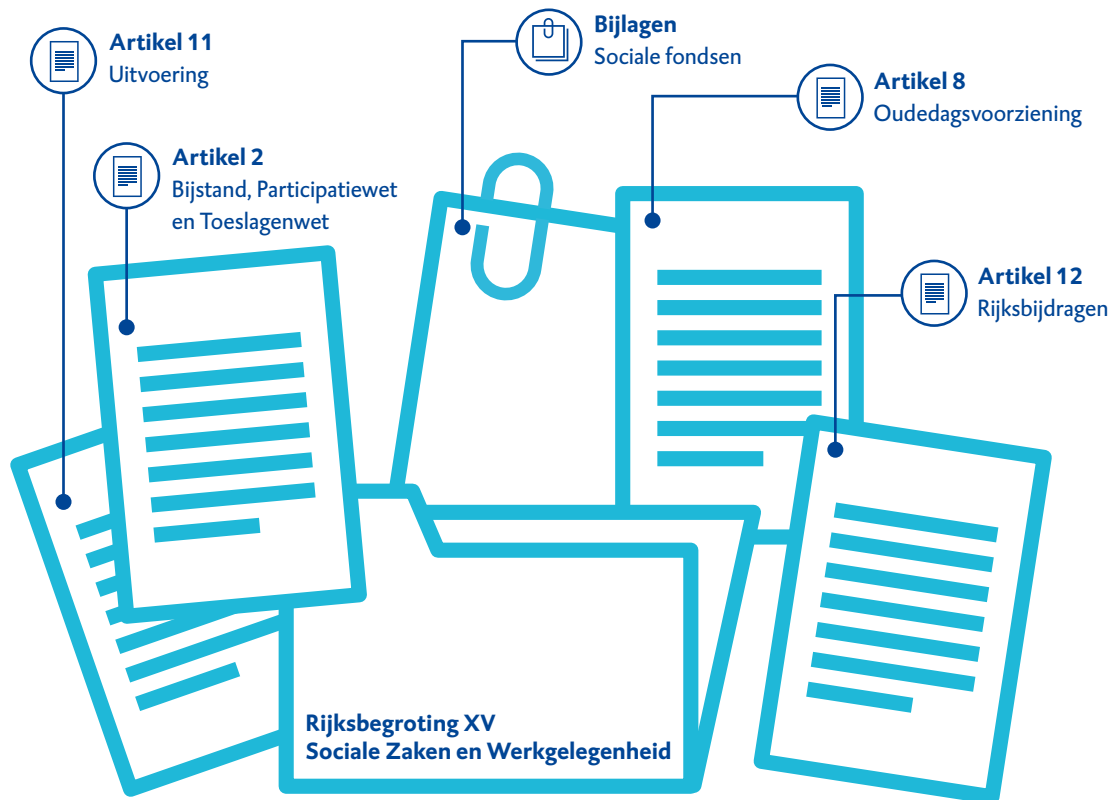 Artikel 11
Uitvoering
Artikel 2
Bijstand, Participatiewet
en Toeslagenwet
Bijlagen
Sociale fondsen
Artikel 8
Oudedagsvoorziening
Artikel 12
Rijksbijdragen
Rijksbegroting XV
Sociale Zaken en Werkgelegenheid